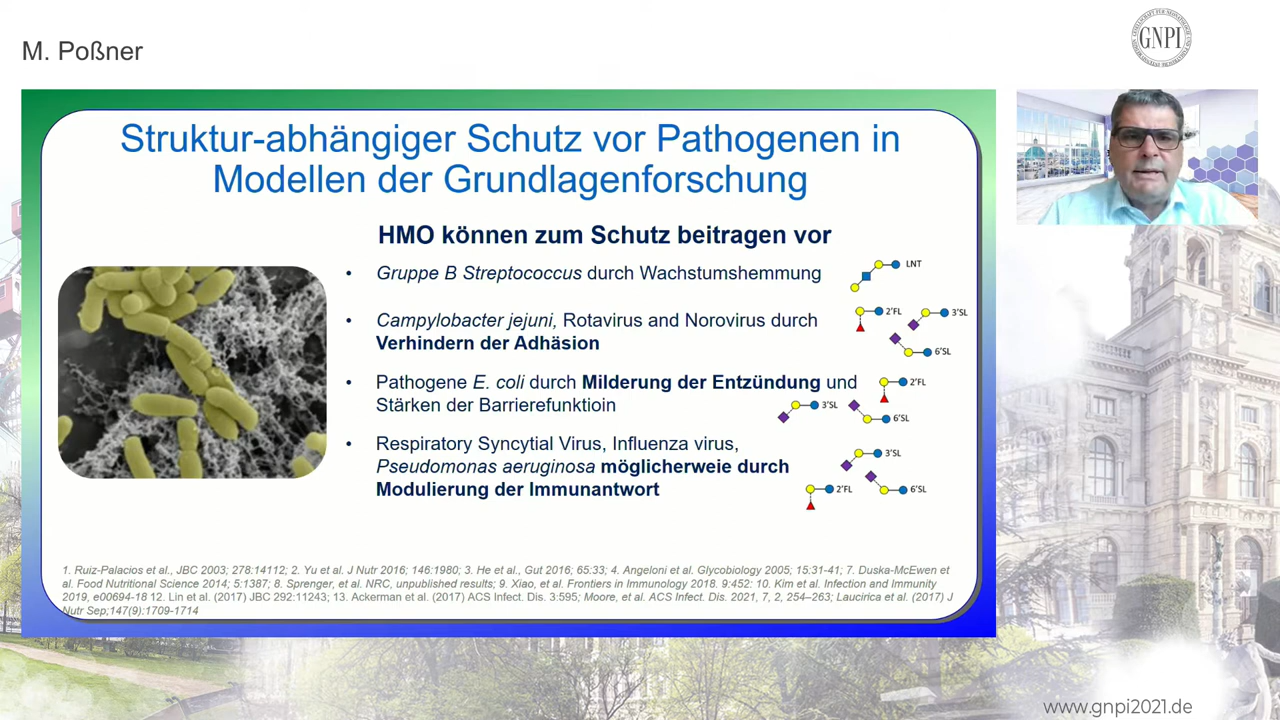 M. Poßner
GNPI
Struktur-abhängiger Schutz vor Pathogenen in
Modellen der Grundlagenforschung
HMO können zum Schutz beitragen vor
• Gruppe B Streptococcus durch Wachstumshemmung
LNT
• Campylobacter jejuni, Rotavirus and Norovirus durch
Verhindern der Adhäsion
2'FL
3'SL
6'SL
• Pathogene E. coli durch Milderung der Entzündung und
Stärken der Barrierefunktioin
2'FL
3'SL
6'SL
• Respiratory Syncytial Virus, Influenza virus,
Pseudomonas aeruginosa möglicherweie durch
Modulierung der Immunantwort
3'SL
2'FL
6'SL
1. Ruiz-Palacios et al., JBC 2003; 278:14112; 2. Yu et al. J Nutr 2016; 146:1980; 3. He et al., Gut 2016; 65:33; 4. Angeloni et al. Glycobiology 2005; 15:31-41; 7. Duska-McEwen et
al. Food Nutritional Science 2014; 5:1387; 8. Sprenger, et al. NRC, unpublished results; 9. Xiao, et al. Frontiers in Immunology 2018. 9:452: 10. Kim et al. Infection and Immunity
2019, e00694-18 12. Lin et al. (2017) JBC 292:11243; 13. Ackerman et al. (2017) ACS Infect. Dis. 3:595; Moore, et al. ACS Infect. Dis. 2021, 7, 2, 254–263; Laucirica et al. (2017) J
Nutr Sep;147(9):1709-1714
www.gnpi2021.de